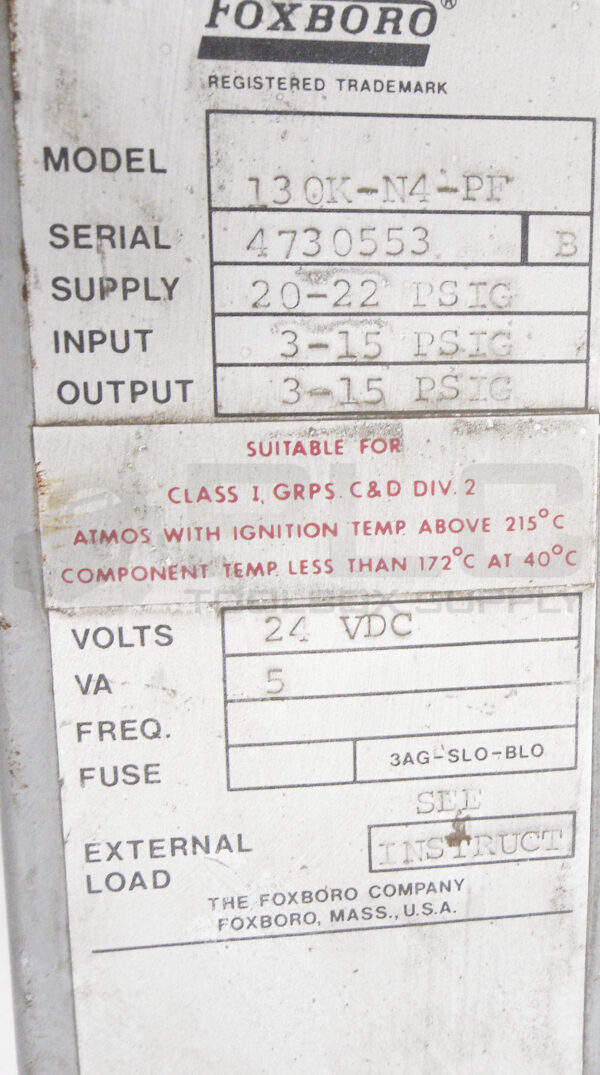 FOXBORO®
REGISTERED TRADEMARK
MODEL 130K-N4-PF
SERIAL 4730553 B
SUPPLY 20-22 PSIG
INPUT 3-15 PSIG
OUTPUT 3-15 PSIG
SUITABLE FOR
CLASS I, GRPS. C&D DIV. 2
ATMOS WITH IGNITION TEMP. ABOVE 215°C
COMPONENT TEMP. LESS THAN 172°C AT 40°C
PLC
TOOLBOX SUPPLY
VOLTS 24 VDC
VA 5
FREQ.
FUSE 3AG-SLO-BLO
SEE
EXTERNAL INSTRUCT
LOAD
THE FOXBORO COMPANY
FOXBORO, MASS., U.S.A.